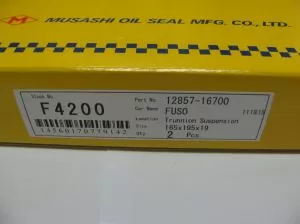 MUSASHI OIL SEAL MFG. CO., LTD.
F4200
14560170779142
Part No. 12857-16700
Car Name FUSO
Location Trunnion Suspension
Size 165x195x19
Qty 2 Pcs